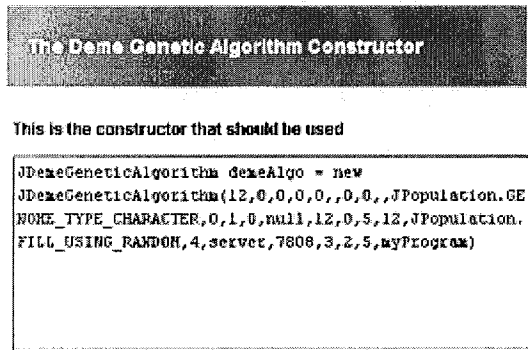 The Deme Genetic Algorithm Constructor
This is the constructor that should be used
JDemeGeneticAlgorithm demeAlgo = new
JDemeGeneticAlgorithm(12,0,0,0,0,,0,0,,JPopulation.GE
NOME_TYPE_CHARACTER,0,1,0,null,12,0,5,12,JPopulation.
FILL_USING_RANDOM,4,server,7808,3,2,5,myProgram)